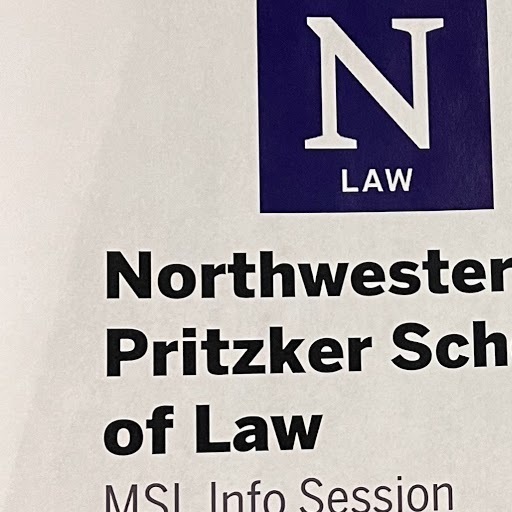 N
LAW
Northwester
Pritzker Sch
of Law
MSL Info Session